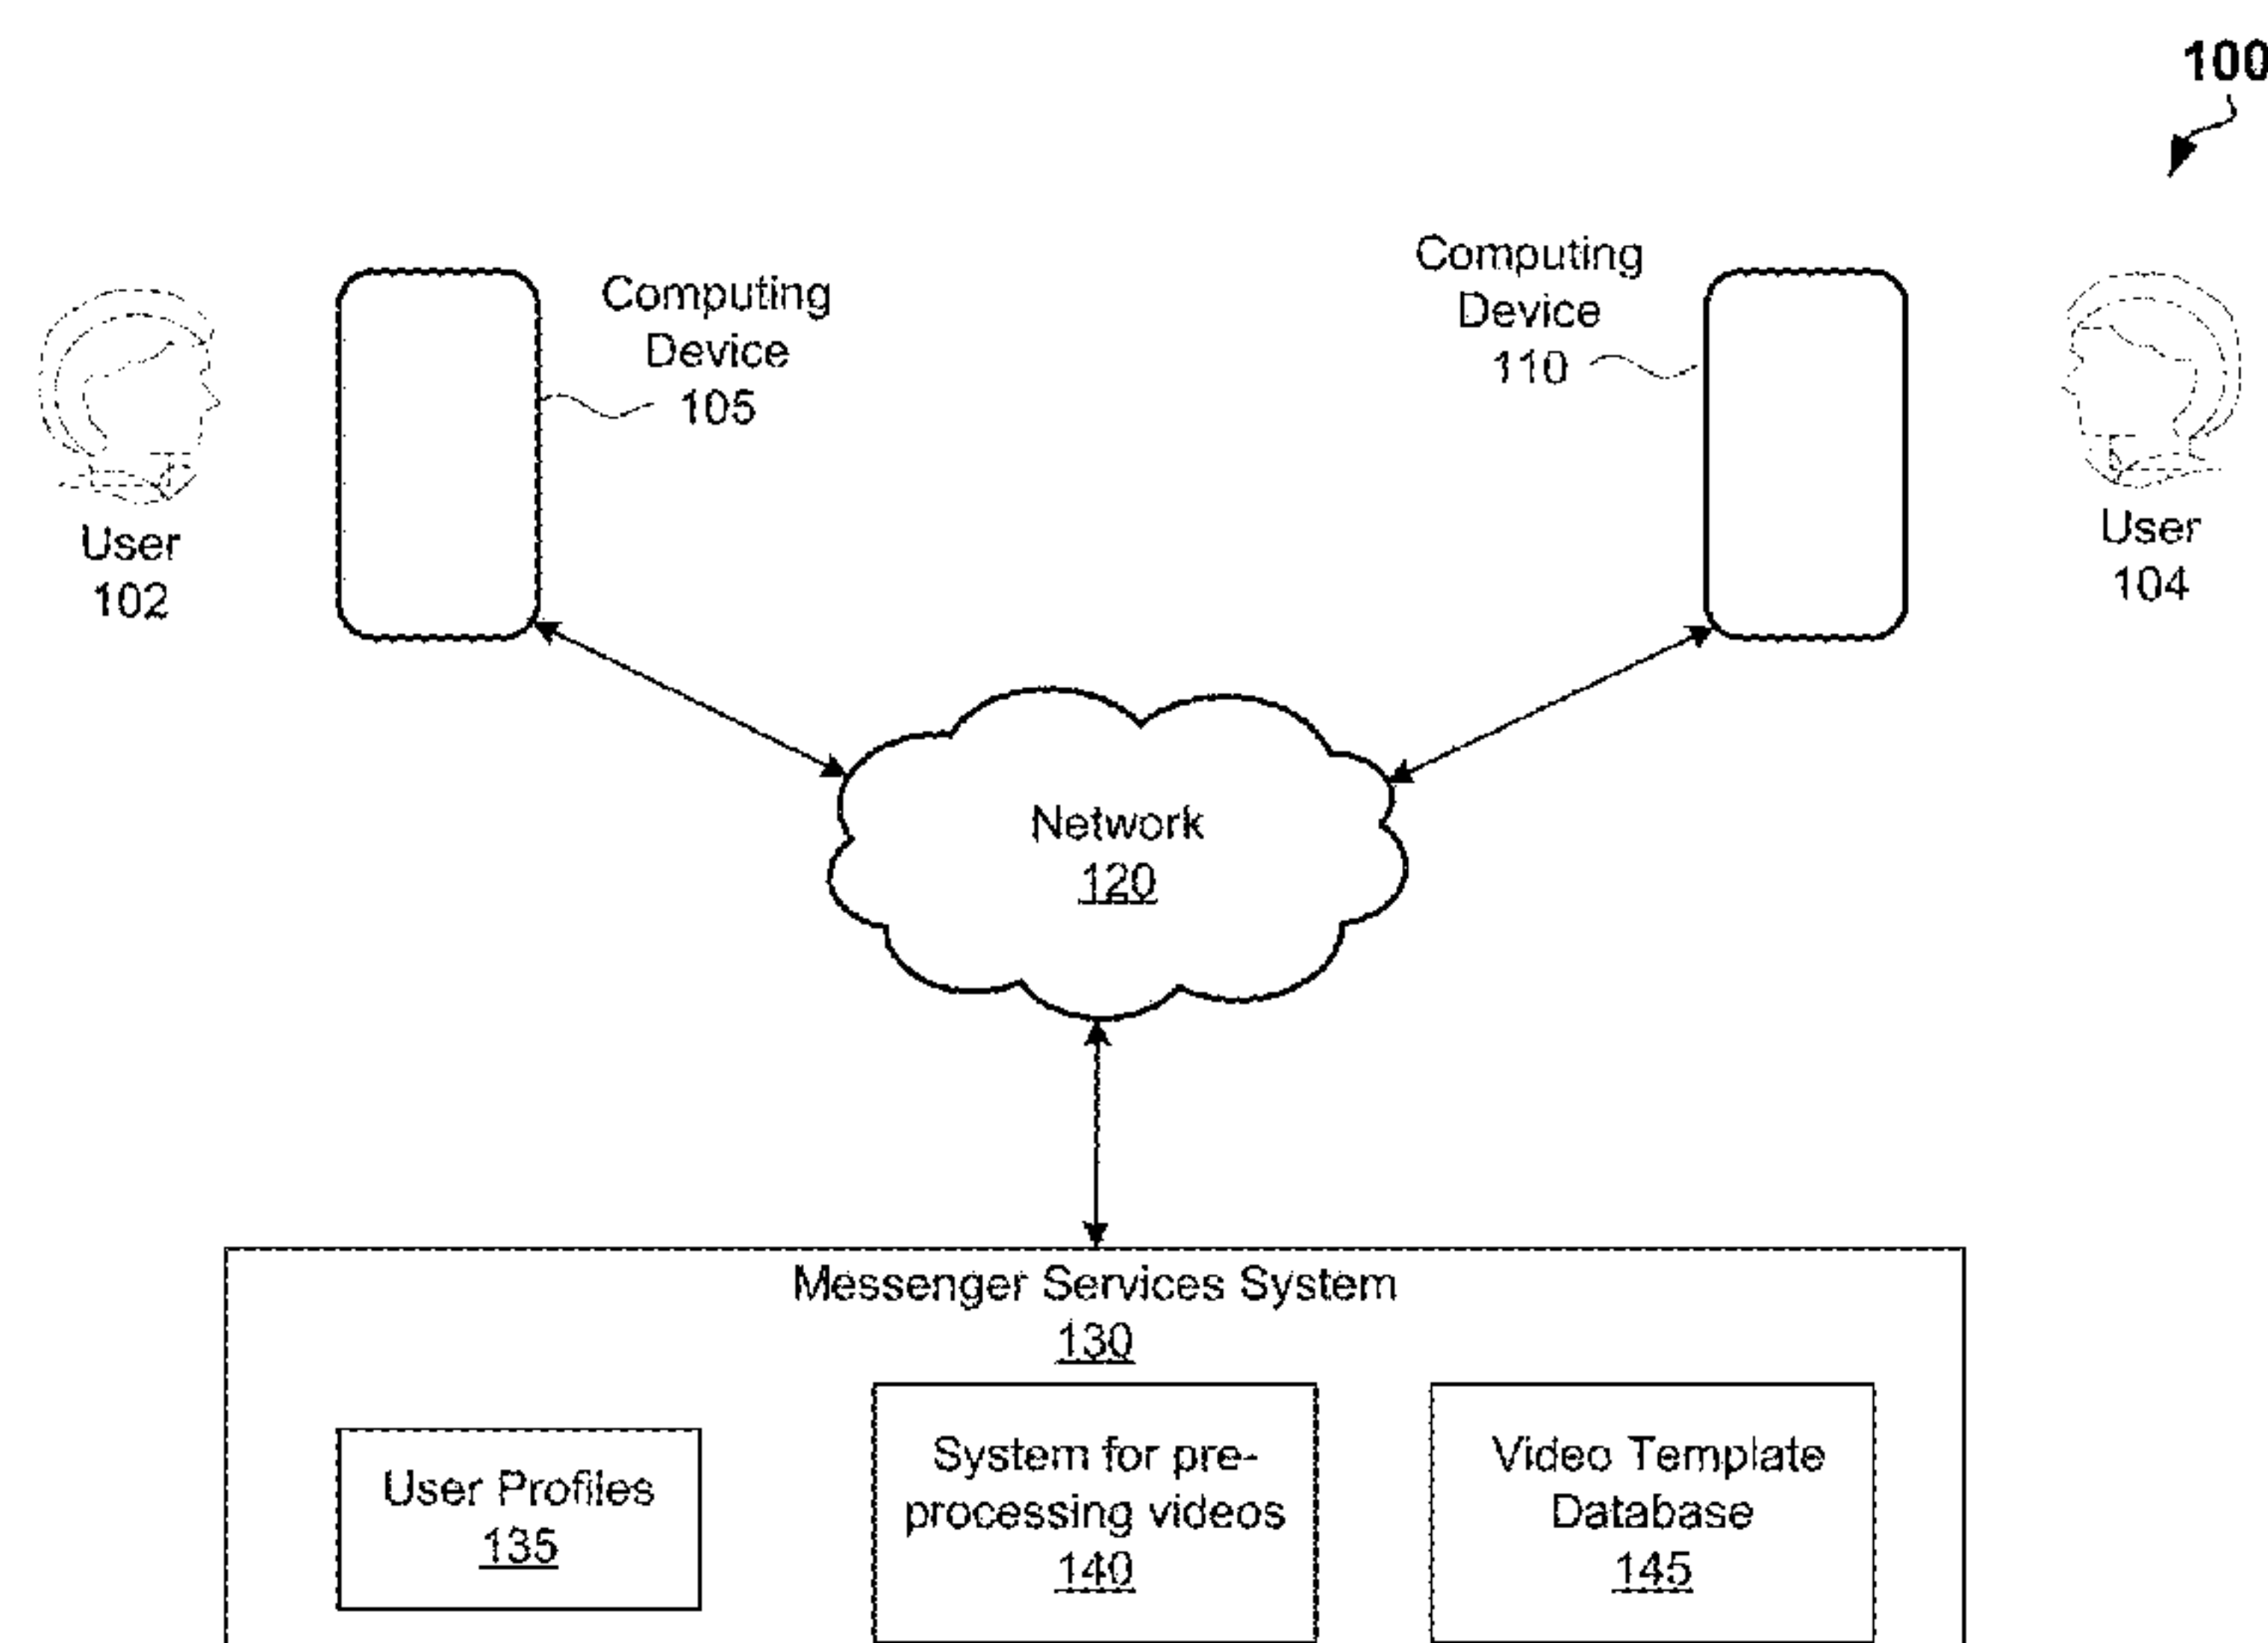 100
Computing
Device
105
Computing
Device
110
User
102
User
104
Network
120
Messenger Services System
130
User Profiles
135
System for pre-
processing videos
140
Video Template
Database
145